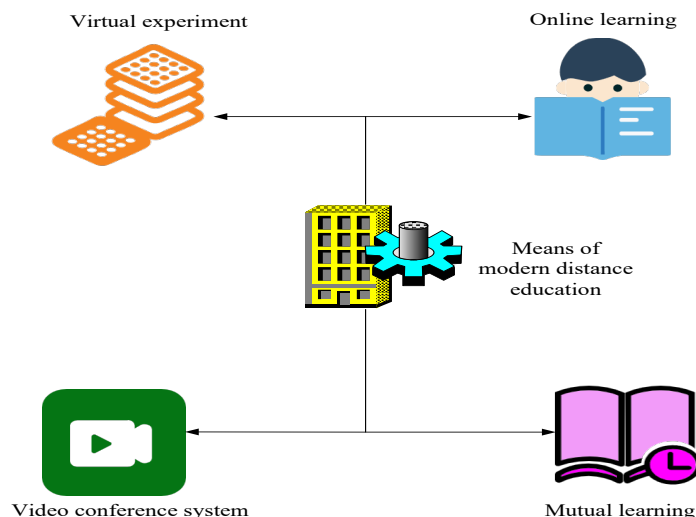 Virtual experiment
Online learning
Means of
modern distance
education
Video conference system
Mutual learning